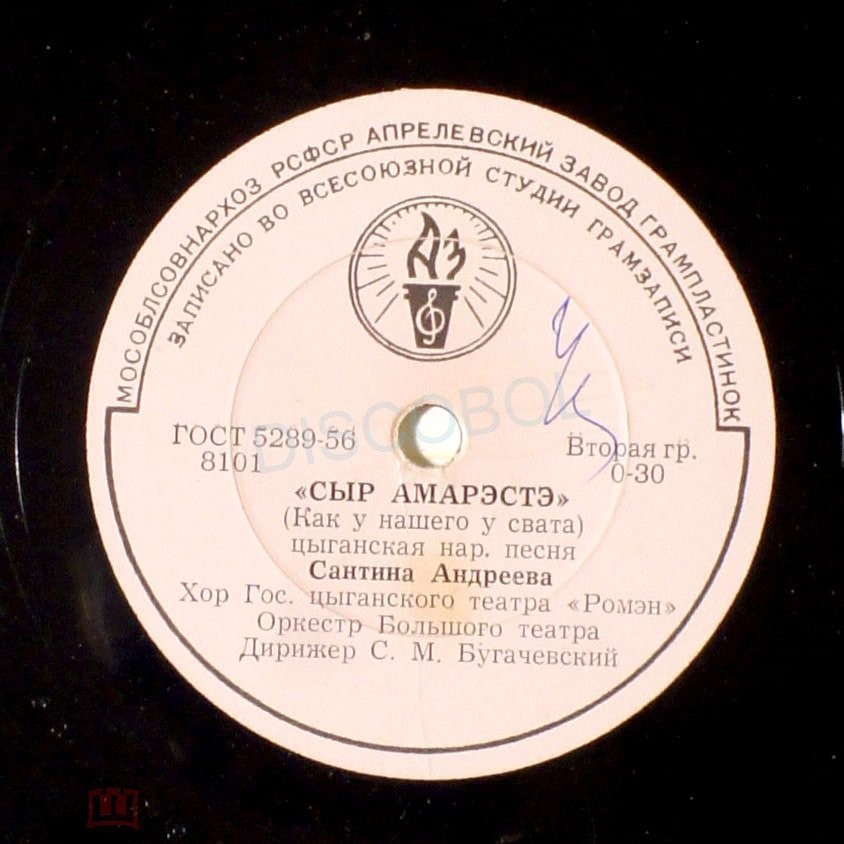 МОСОБЛСОВНАРХОЗ РСФСР АПРЕЛЕВСКИЙ ЗАВОД ГРАМПЛАСТИНОК
ЗАПИСАНО ВО ВСЕСОЮЗНОЙ СТУДИИ ГРАМЗАПИСИ
АЗ
DISCOBOL
ГОСТ 5289-56
8101
Вторая гр.
0-30
«СЫР АМАРЭСТЭ»
(Как у нашего у свата)
цыганская нар. песня
Сантина Андреева
Хор Гос. цыганского театра «Ромэн»
Оркестр Большого театра
Дирижер С. М. Бугачевский